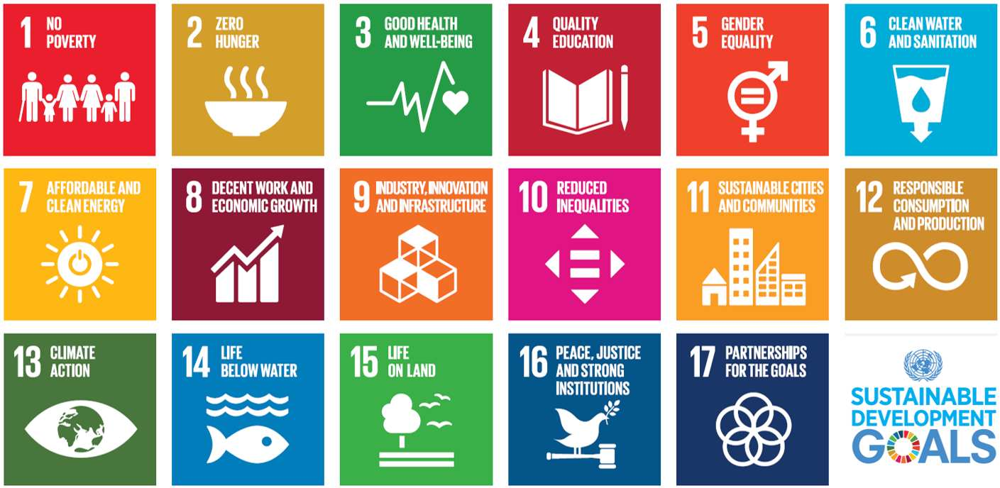 1 NO
POVERTY
2 ZERO
HUNGER
3 GOOD HEALTH
AND WELL-BEING
4 QUALITY
EDUCATION
5 GENDER
EQUALITY
6 CLEAN WATER
AND SANITATION
7 AFFORDABLE AND
CLEAN ENERGY
8 DECENT WORK AND
ECONOMIC GROWTH
9 INDUSTRY, INNOVATION
AND INFRASTRUCTURE
10 REDUCED
INEQUALITIES
11 SUSTAINABLE CITIES
AND COMMUNITIES
12 RESPONSIBLE
CONSUMPTION
AND PRODUCTION
13 CLIMATE
ACTION
14 LIFE
BELOW WATER
15 LIFE
ON LAND
16 PEACE, JUSTICE
AND STRONG
INSTITUTIONS
17 PARTNERSHIPS
FOR THE GOALS
SUSTAINABLE
DEVELOPMENT
GOALS